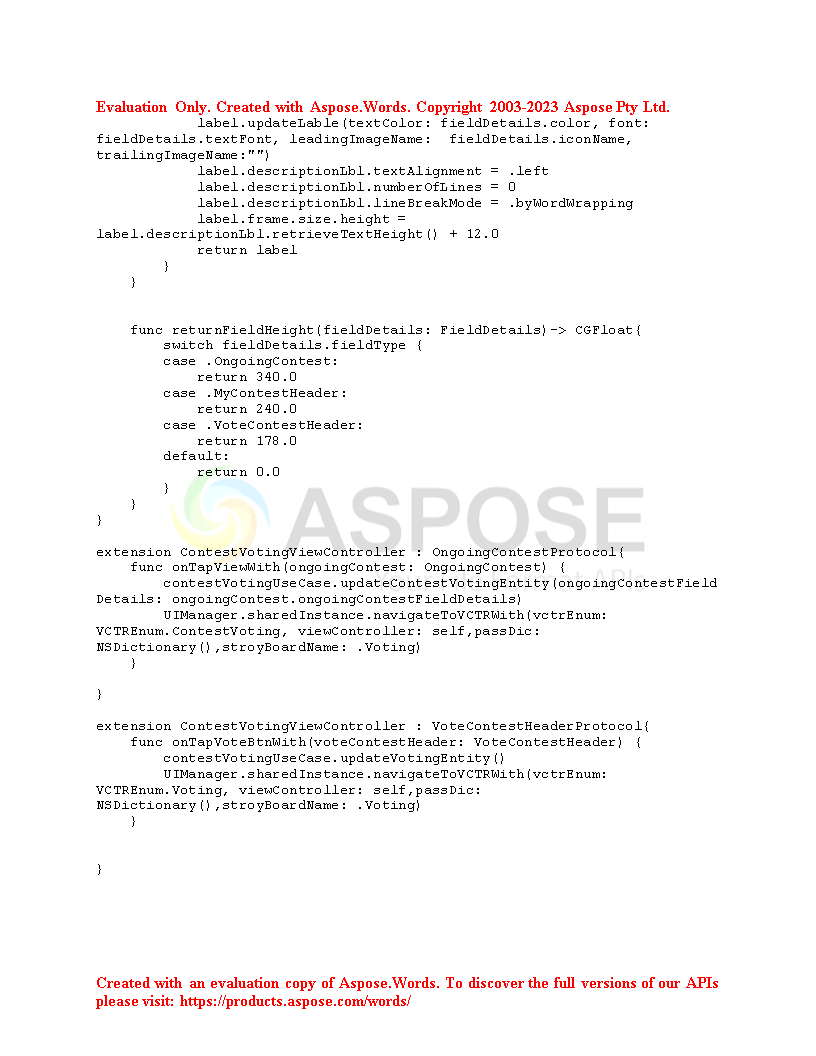 Evaluation Only. Created with Aspose.Words. Copyright 2003-2023 Aspose Pty Ltd.
            label.updateLable(textColor: fieldDetails.color, font:
fieldDetails.textFont, leadingImageName:  fieldDetails.iconName,
trailingImageName:"")
            label.descriptionLbl.textAlignment = .left
            label.descriptionLbl.numberOfLines = 0
            label.descriptionLbl.lineBreakMode = .byWordWrapping
            label.frame.size.height =
label.descriptionLbl.retrieveTextHeight() + 12.0
            return label
        }
    }
    func returnFieldHeight(fieldDetails: FieldDetails)-> CGFloat{
        switch fieldDetails.fieldType {
        case .OngoingContest:
            return 340.0
        case .MyContestHeader:
            return 240.0
        case .VoteContestHeader:
            return 178.0
        default:
            return 0.0
        }
    }
}
ASPOSE
extension ContestVotingViewController : OngoingContestProtocol{
    func onTapViewWith(ongoingContest: OngoingContest) {
        contestVotingUseCase.updateContestVotingEntity(ongoingContestField
Details: ongoingContest.ongoingContestFieldDetails)
        UIManager.sharedInstance.navigateToVCTRWith(vctrEnum:
VCTREnum.ContestVoting, viewController: self,passDic:
NSDictionary(),stroyBoardName: .Voting)
    }
}
extension ContestVotingViewController : VoteContestHeaderProtocol{
    func onTapVoteBtnWith(voteContestHeader: VoteContestHeader) {
        contestVotingUseCase.updateVotingEntity()
        UIManager.sharedInstance.navigateToVCTRWith(vctrEnum:
VCTREnum.Voting, viewController: self,passDic:
NSDictionary(),stroyBoardName: .Voting)
    }
}
Created with an evaluation copy of Aspose.Words. To discover the full versions of our APIs
please visit: https://products.aspose.com/words/